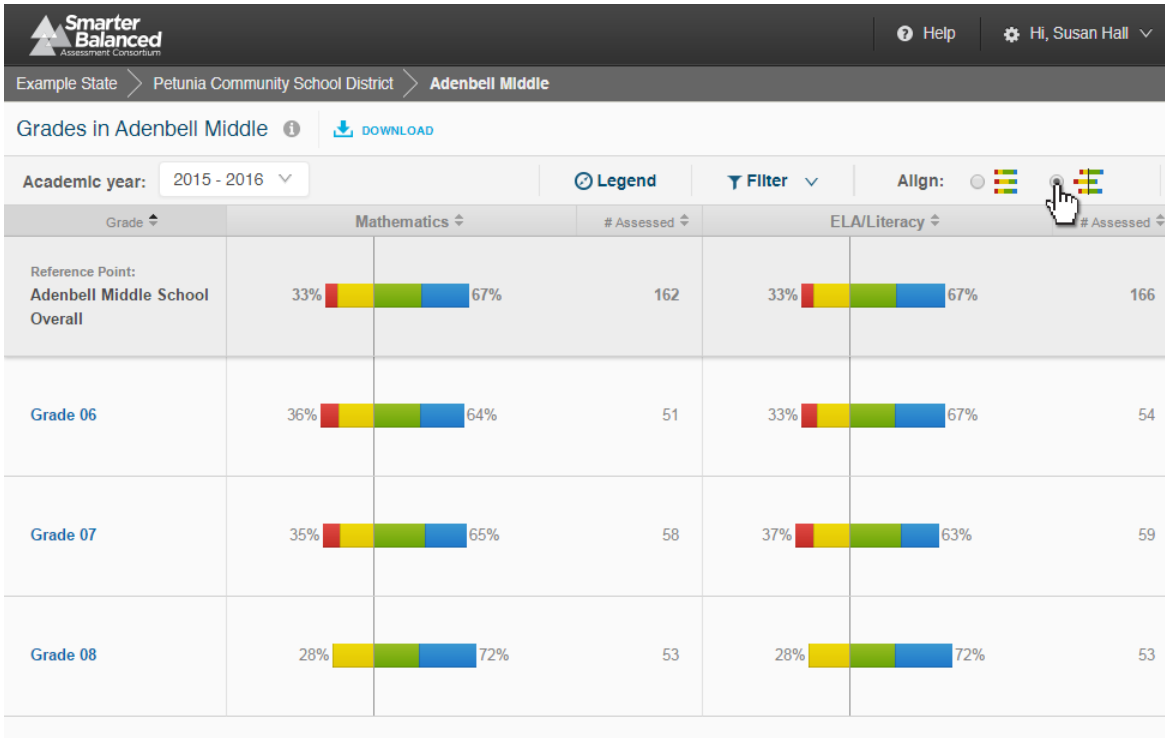 Smarter
Balanced
Assessment Consortium
Help
Hi, Susan Hall
Example State
Petunia Community School District
Adenbell Middle
Grades in Adenbell Middle
DOWNLOAD
Academic year:
2015 - 2016
Legend
Filter
Align:
Grade
Mathematics
# Assessed
ELA/Literacy
# Assessed
Reference Point:
Adenbell Middle School
Overall
33%
67%
162
33%
67%
166
Grade 06
36%
64%
51
33%
67%
54
Grade 07
35%
65%
58
37%
63%
59
Grade 08
28%
72%
53
28%
72%
53